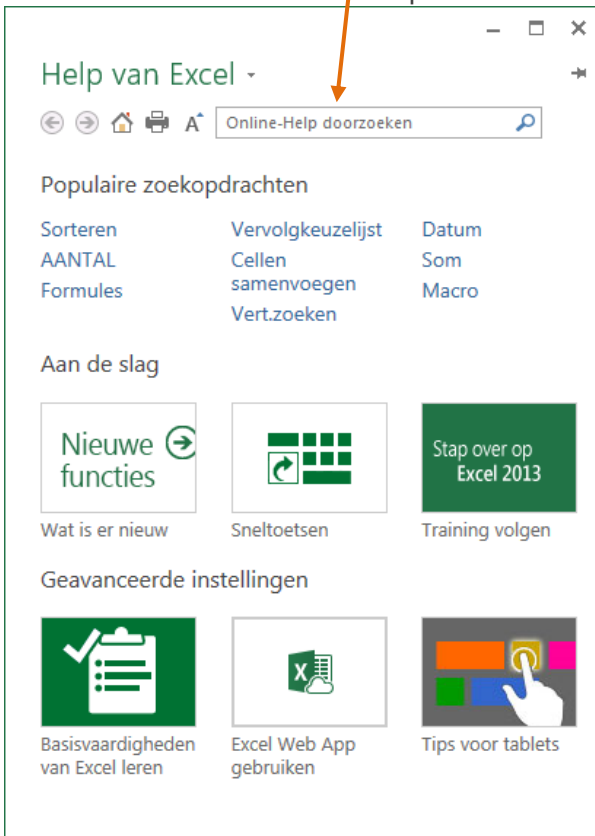 Help van Excel
A
Online-Help doorzoeken
Populaire zoekopdrachten
Sorteren
AANTAL
Formules
Vervolgkeuzelijst
Cellen
samenvoegen
Vert.zoeken
Datum
Som
Macro
Aan de slag
Nieuwe
functies
Wat is er nieuw
Sneltoetsen
Stap over op
Excel 2013
Training volgen
Geavanceerde instellingen
Basisvaardigheden
van Excel leren
X
Excel Web App
gebruiken
Tips voor tablets